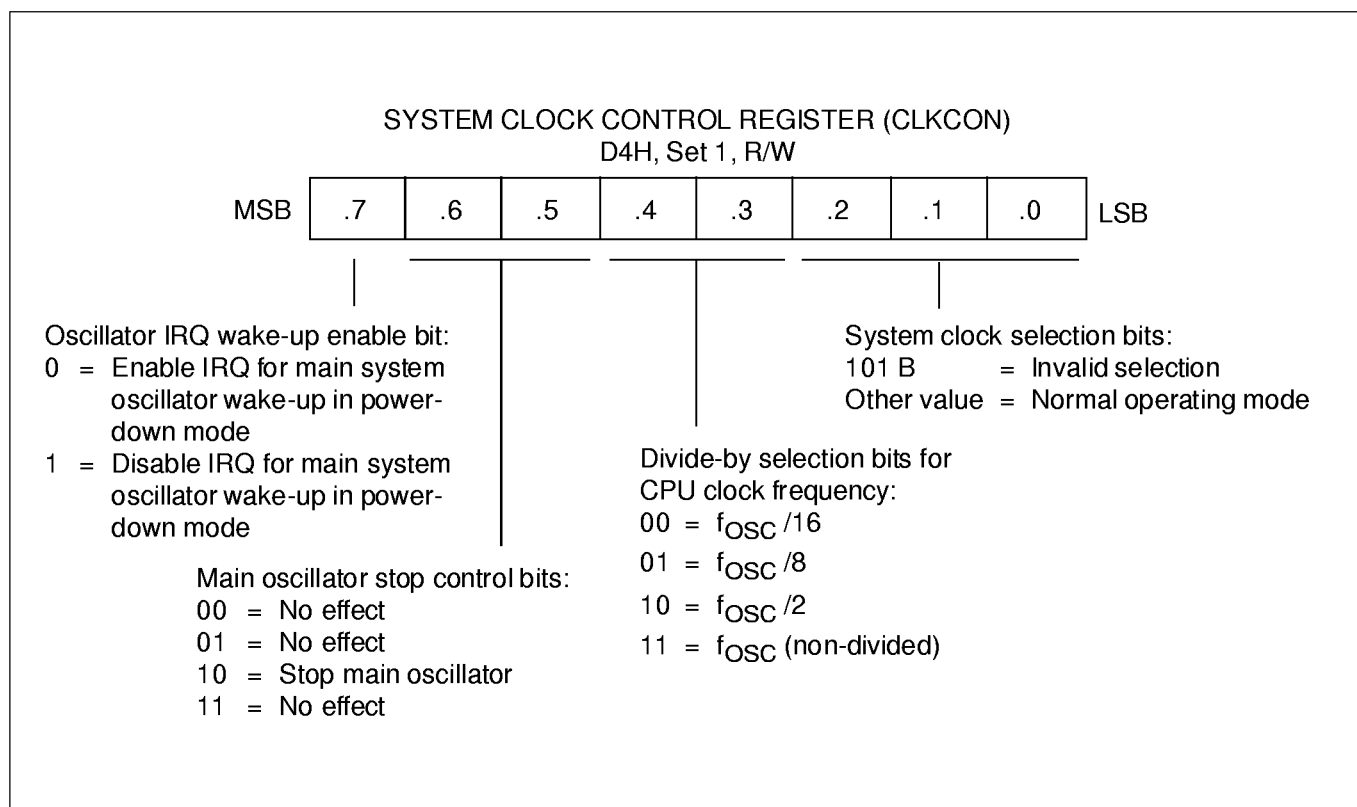 SYSTEM CLOCK CONTROL REGISTER (CLKCON)
D4H, Set 1, R/W
MSB .7 .6 .5 .4 .3 .2 .1 .0 LSB
Oscillator IRQ wake-up enable bit:
0 = Enable IRQ for main system
oscillator wake-up in power-
down mode
1 = Disable IRQ for main system
oscillator wake-up in power-
down mode
Main oscillator stop control bits:
00 = No effect
01 = No effect
10 = Stop main oscillator
11 = No effect
Divide-by selection bits for
CPU clock frequency:
00 = fOSC /16
01 = fOSC /8
10 = fOSC /2
11 = fOSC (non-divided)
System clock selection bits:
101 B = Invalid selection
Other value = Normal operating mode